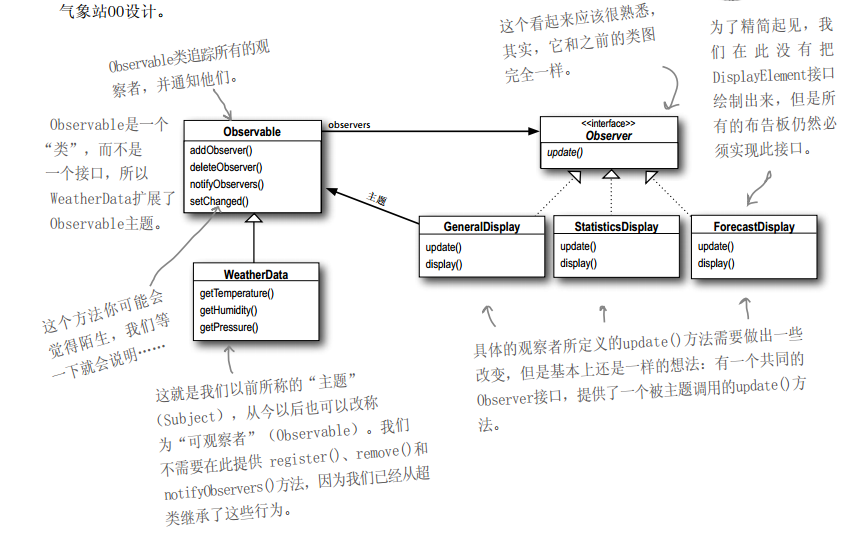 气象站OO设计。
Observable类追踪所有的观
察者，并通知他们。
这个看起来应该很熟悉，
其实，它和之前的类图
完全一样。
为了精简起见，我
们在此没有把
DisplayElement接口
绘制出来，但是所
有的布告板仍然必
须实现此接口。
Observable是一个
“类”，而不是
一个接口，所以
WeatherData扩展了
Observable主题。
Observable
addObserver()
deleteObserver()
notifyObservers()
setChanged()
observers
<<interface>>
Observer
update()
主题
GeneralDisplay
update()
display()
StatisticsDisplay
update()
display()
ForecastDisplay
update()
display()
WeatherData
getTemperature()
getHumidity()
getPressure()
这个方法你可能会
觉得陌生，我们等
一下就会说明……
具体的观察者所定义的update()方法需要做出一些
改变，但是基本上还是一样的想法：有一个共同的
Observer接口，提供了一个被主题调用的update()方
法。
这就是我们以前所称的“主题”
（Subject），从今以后也可以改称
为“可观察者”（Observable）。我们
不需要在此提供 register()、remove()和
notifyObservers()方法，因为我们已经从超
类继承了这些行为。